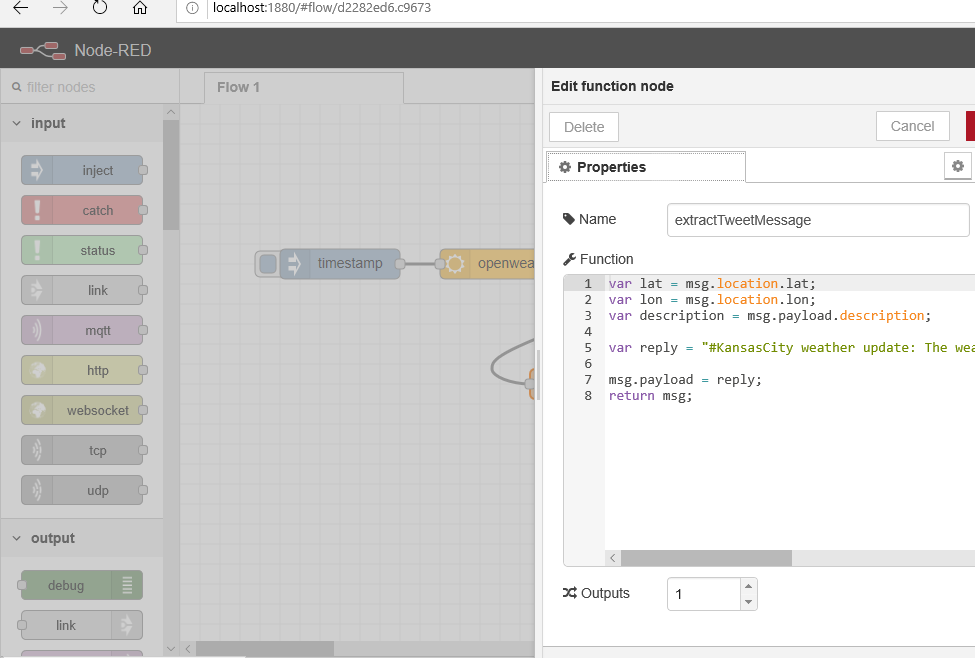 localhost:1880/#flow/d2282ed6.c9673
Node-RED
filter nodes
Flow 1
input
inject
catch
status
link
mqtt
http
websocket
tcp
udp
output
debug
link
timestamp
openwea
Edit function node
Delete
Cancel
Properties
Name
extractTweetMessage
Function
1 var lat = msg.location.lat;
2 var lon = msg.location.lon;
3 var description = msg.payload.description;
4
5 var reply = "#KansasCity weather update: The wea
6
7 msg.payload = reply;
8 return msg;
Outputs
1